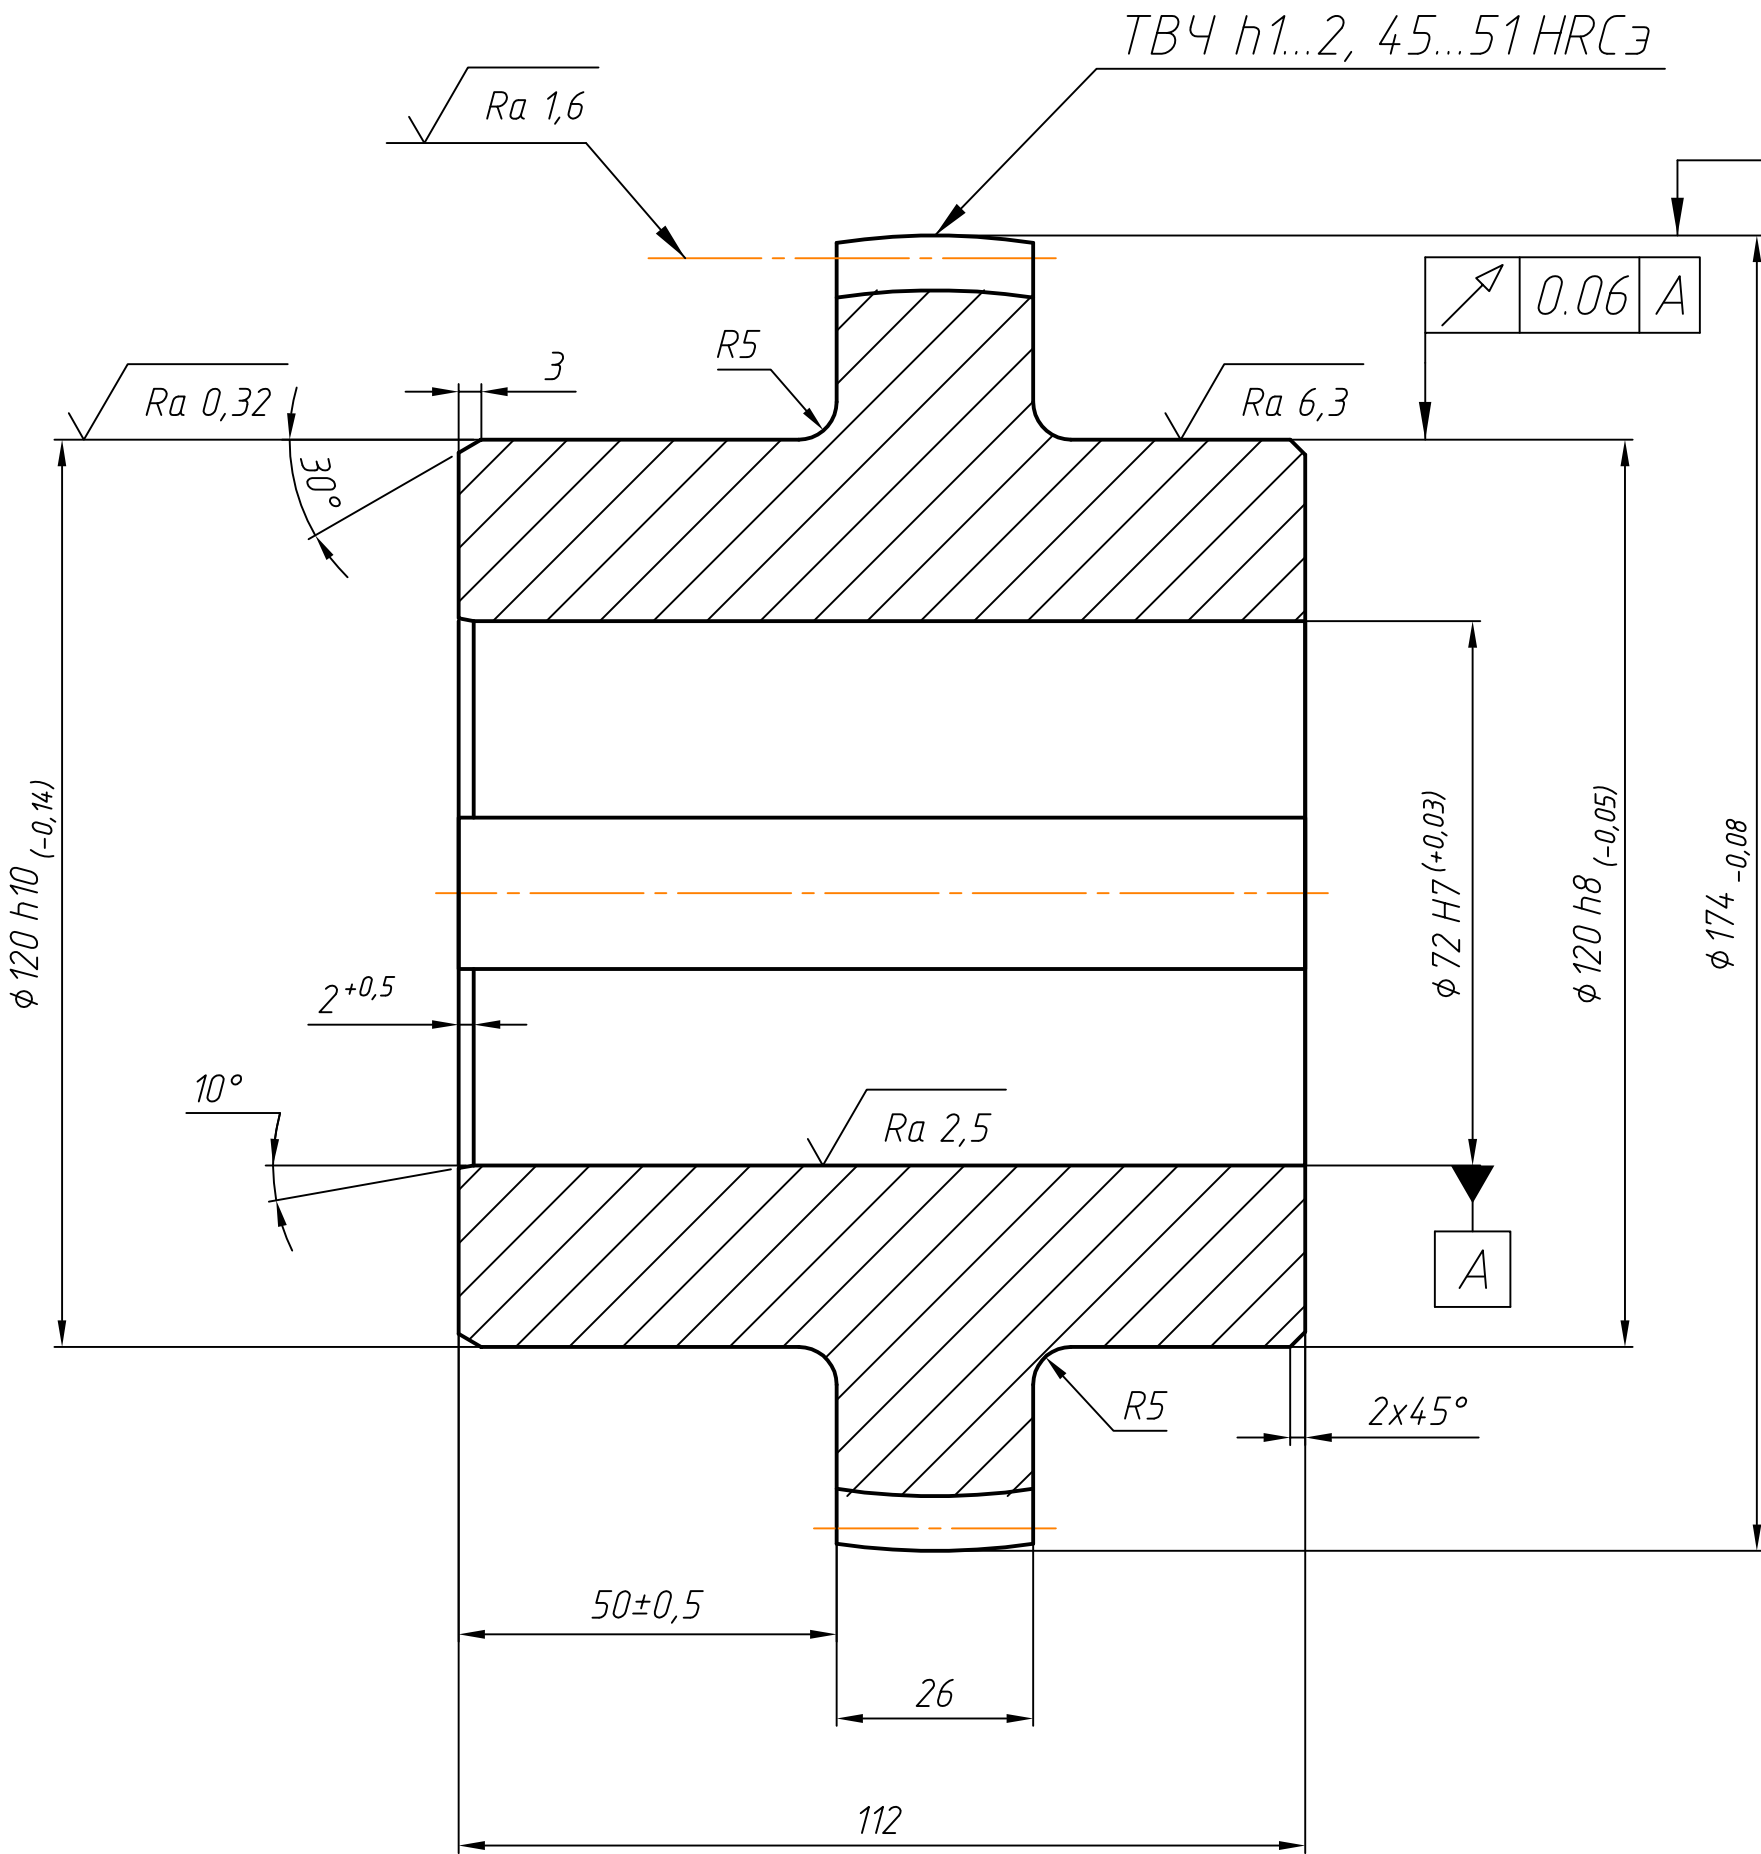 ТВЧ h1...2, 45...51 HRCэ
Ra 1,6
0.06 A
R5
3
Ra 0,32
Ra 6,3
30°
⌀120 h10 (-0,14)
⌀72 H7 (+0,03)
⌀120 h8 (-0,05)
⌀174 -0,08
2 +0,5
10°
Ra 2,5
A
R5
2x45°
50±0,5
26
112